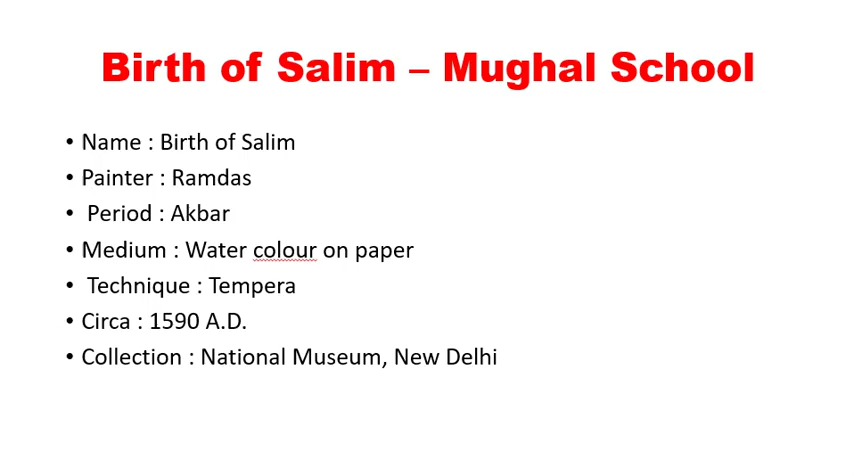 Birth of Salim – Mughal School
• Name : Birth of Salim
• Painter : Ramdas
• Period : Akbar
• Medium : Water colour on paper
• Technique : Tempera
• Circa : 1590 A.D.
• Collection : National Museum, New Delhi